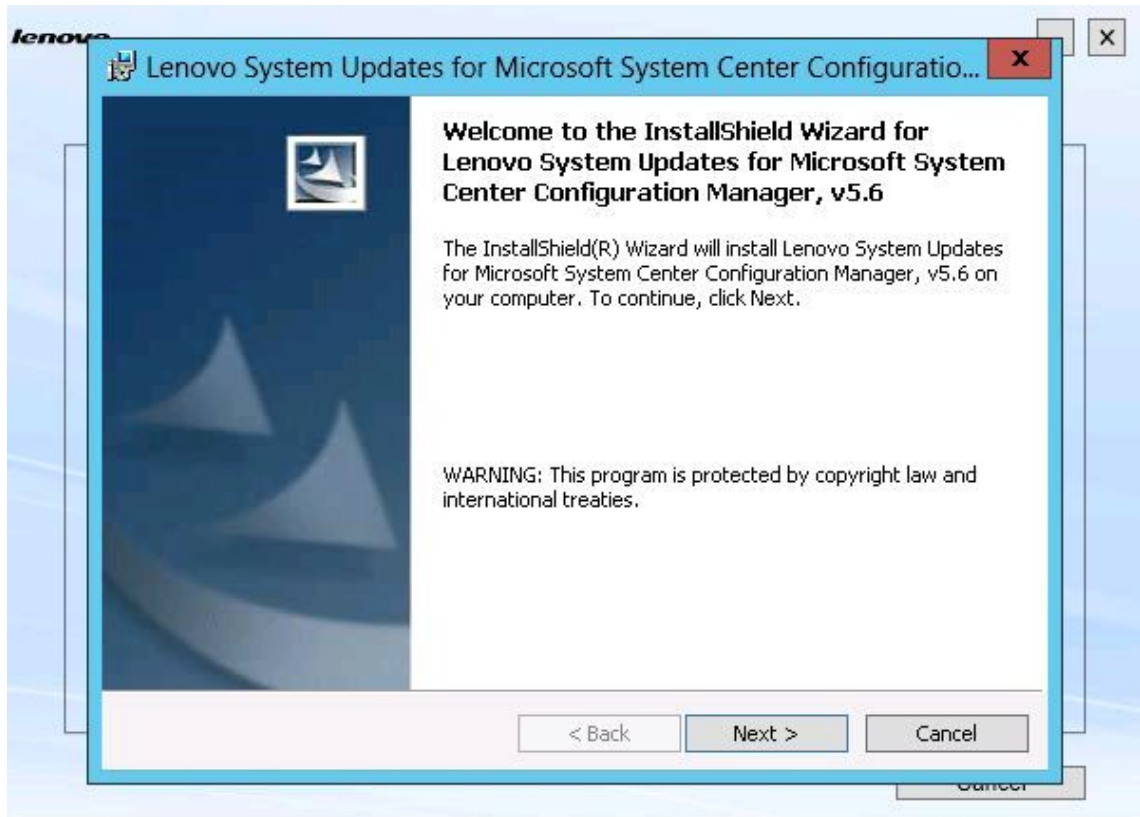 lenovo
Lenovo System Updates for Microsoft System Center Configuratio...
X
X
Welcome to the InstallShield Wizard for
Lenovo System Updates for Microsoft System
Center Configuration Manager, v5.6
The InstallShield(R) Wizard will install Lenovo System Updates
for Microsoft System Center Configuration Manager, v5.6 on
your computer. To continue, click Next.
WARNING: This program is protected by copyright law and
international treaties.
< Back
Next >
Cancel
Cancel